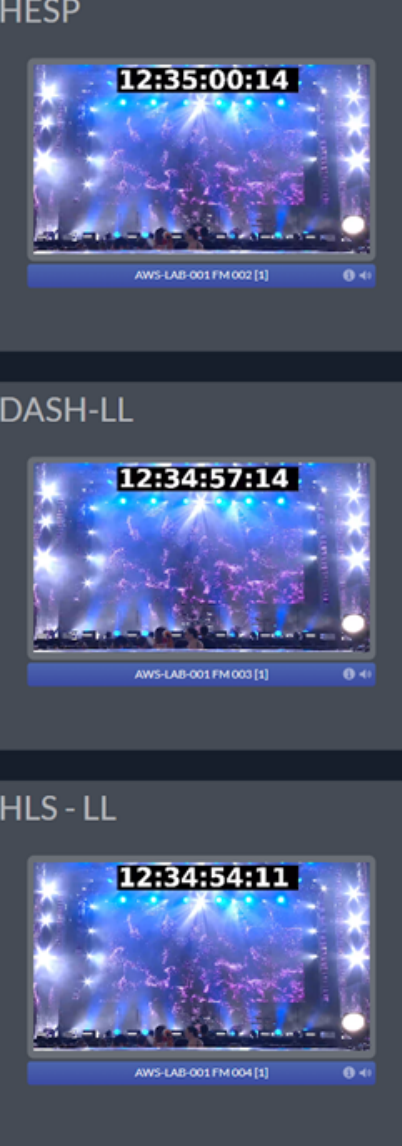 HESP
12:35:00:14
AWS-LAB-001 FM 002 [1]
DASH-LL
12:34:57:14
AWS-LAB-001 FM 003 [1]
HLS - LL
12:34:54:11
AWS-LAB-001 FM 004 [1]